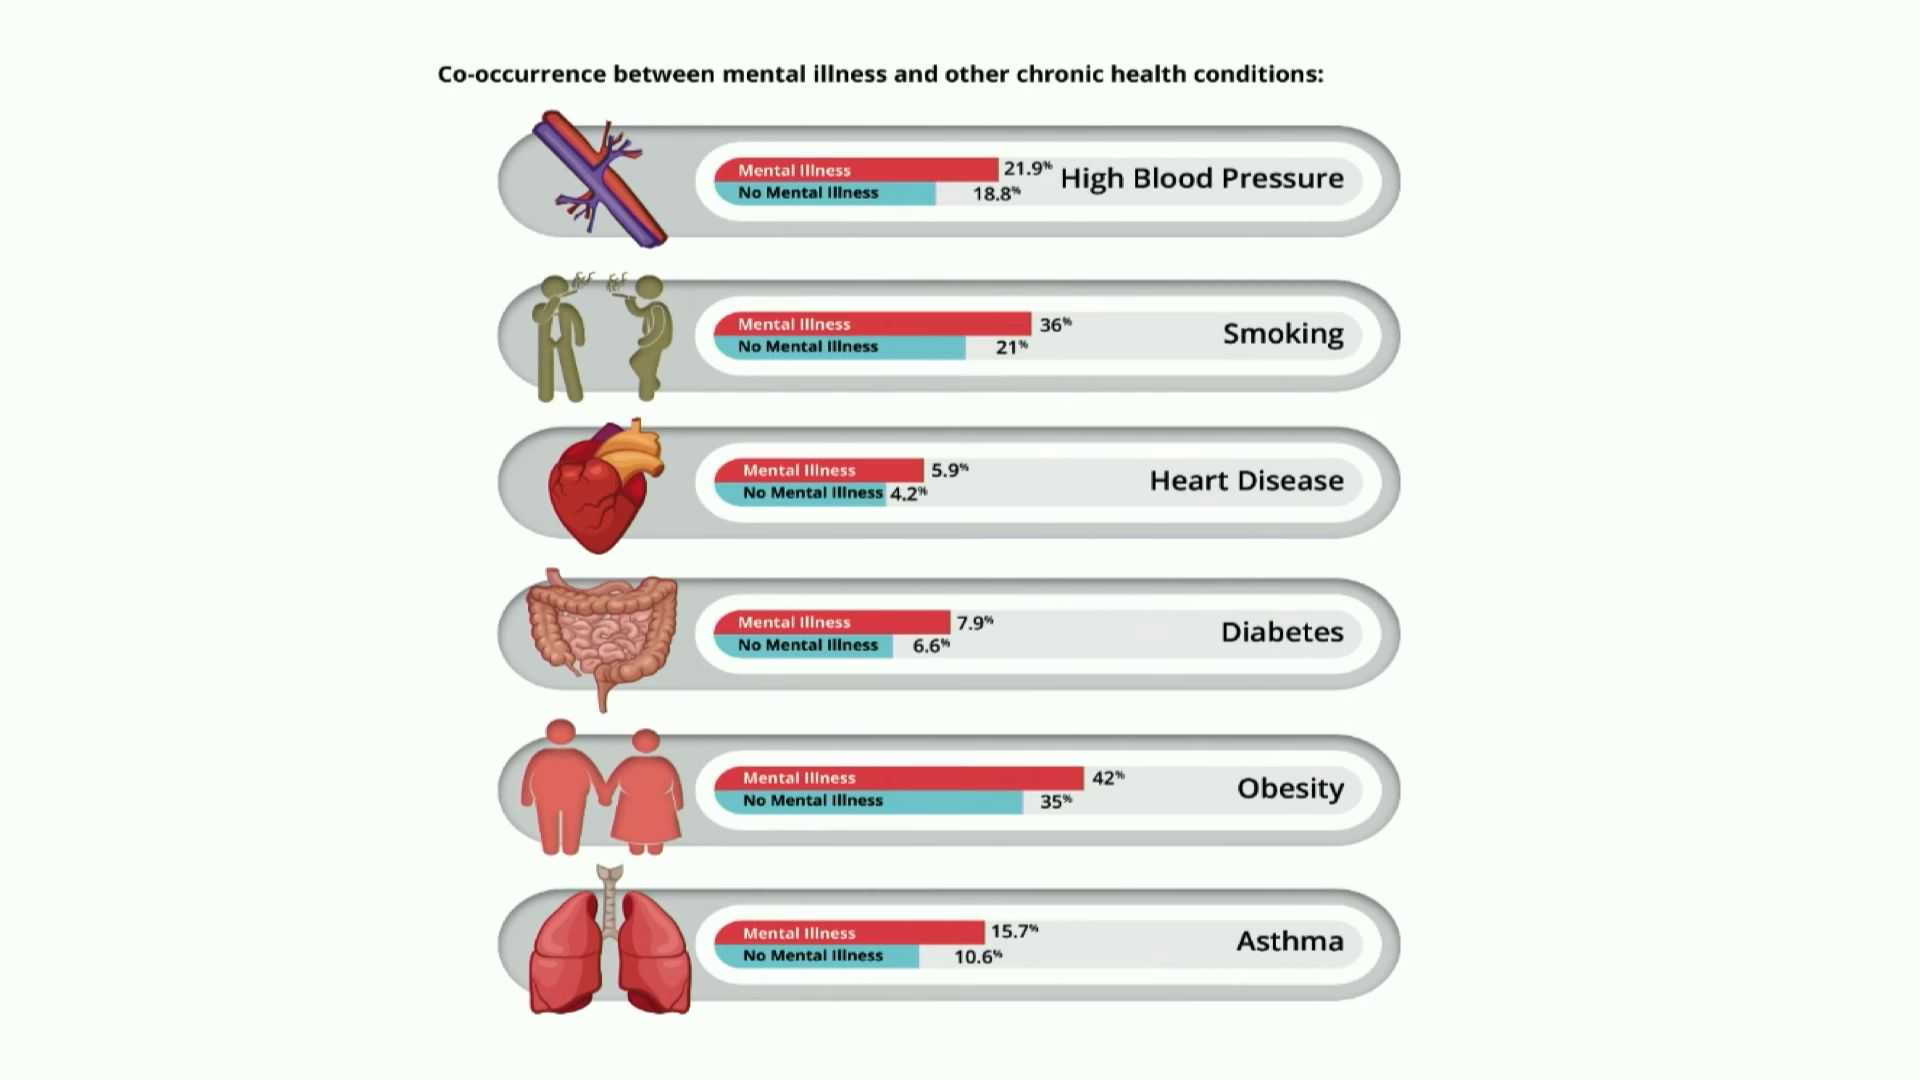 Co-occurrence between mental illness and other chronic health conditions:
Mental Illness 21.9% High Blood Pressure
No Mental Illness 18.8%
Mental Illness 36% Smoking
No Mental Illness 21%
Mental Illness 5.9% Heart Disease
No Mental Illness 4.2%
Mental Illness 7.9% Diabetes
No Mental Illness 6.6%
Mental Illness 42% Obesity
No Mental Illness 35%
Mental Illness 15.7% Asthma
No Mental Illness 10.6%